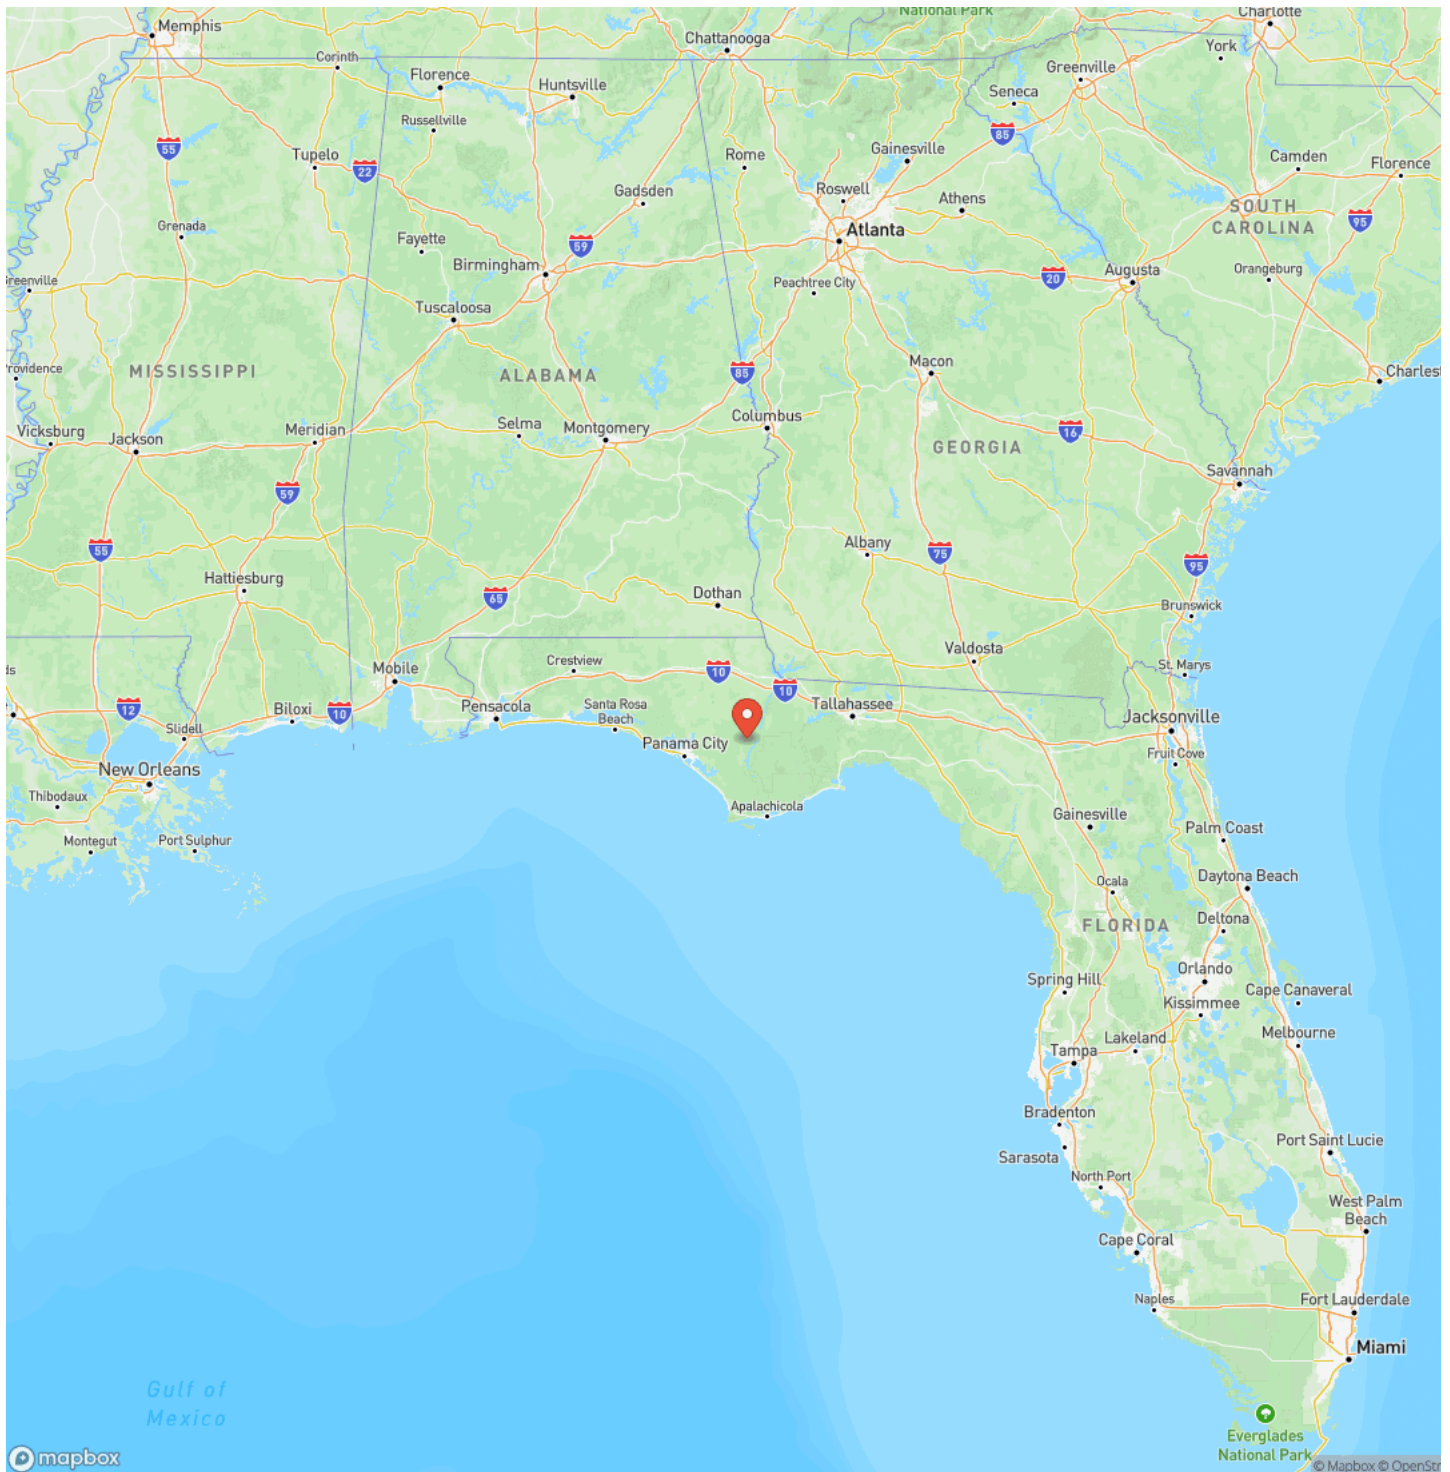 National Park
Charlotte
Memphis
Chattanooga
York
Corinth
Greenville
Florence
Huntsville
Seneca
Russellville
55
85
Tupelo
22
Rome
Gainesville
Camden
Florence
Gadsden
Roswell
Athens
SOUTH
CAROLINA
95
Grenada
Fayette
59
Atlanta
Birmingham
20
Augusta
Orangeburg
Greenville
Peachtree City
Tuscaloosa
Providence
MISSISSIPPI
ALABAMA
85
Macon
Charlest
Vicksburg
Jackson
Meridian
Selma
Montgomery
Columbus
16
GEORGIA
Savannah
59
55
Albany
75
95
Hattiesburg
65
Dothan
Brunswick
Mobile
Crestview
10
10
Valdosta
St. Marys
ds
12
Biloxi
10
Pensacola
Santa Rosa
Beach
Tallahassee
Jacksonville
Slidell
Panama City
Fruit Cove
New Orleans
Thibodaux
Apalachicola
Gainesville
Palm Coast
Montegut
Port Sulphur
Ocala
Daytona Beach
FLORIDA
Deltona
Spring Hill
Orlando
Kissimmee
Cape Canaveral
Lakeland
Melbourne
Tampa
Bradenton
Sarasota
Port Saint Lucie
North Port
West Palm
Beach
Cape Coral
Naples
Fort Lauderdale
Miami
Gulf of
Mexico
Everglades
National Park
mapbox
© Mapbox © OpenStr